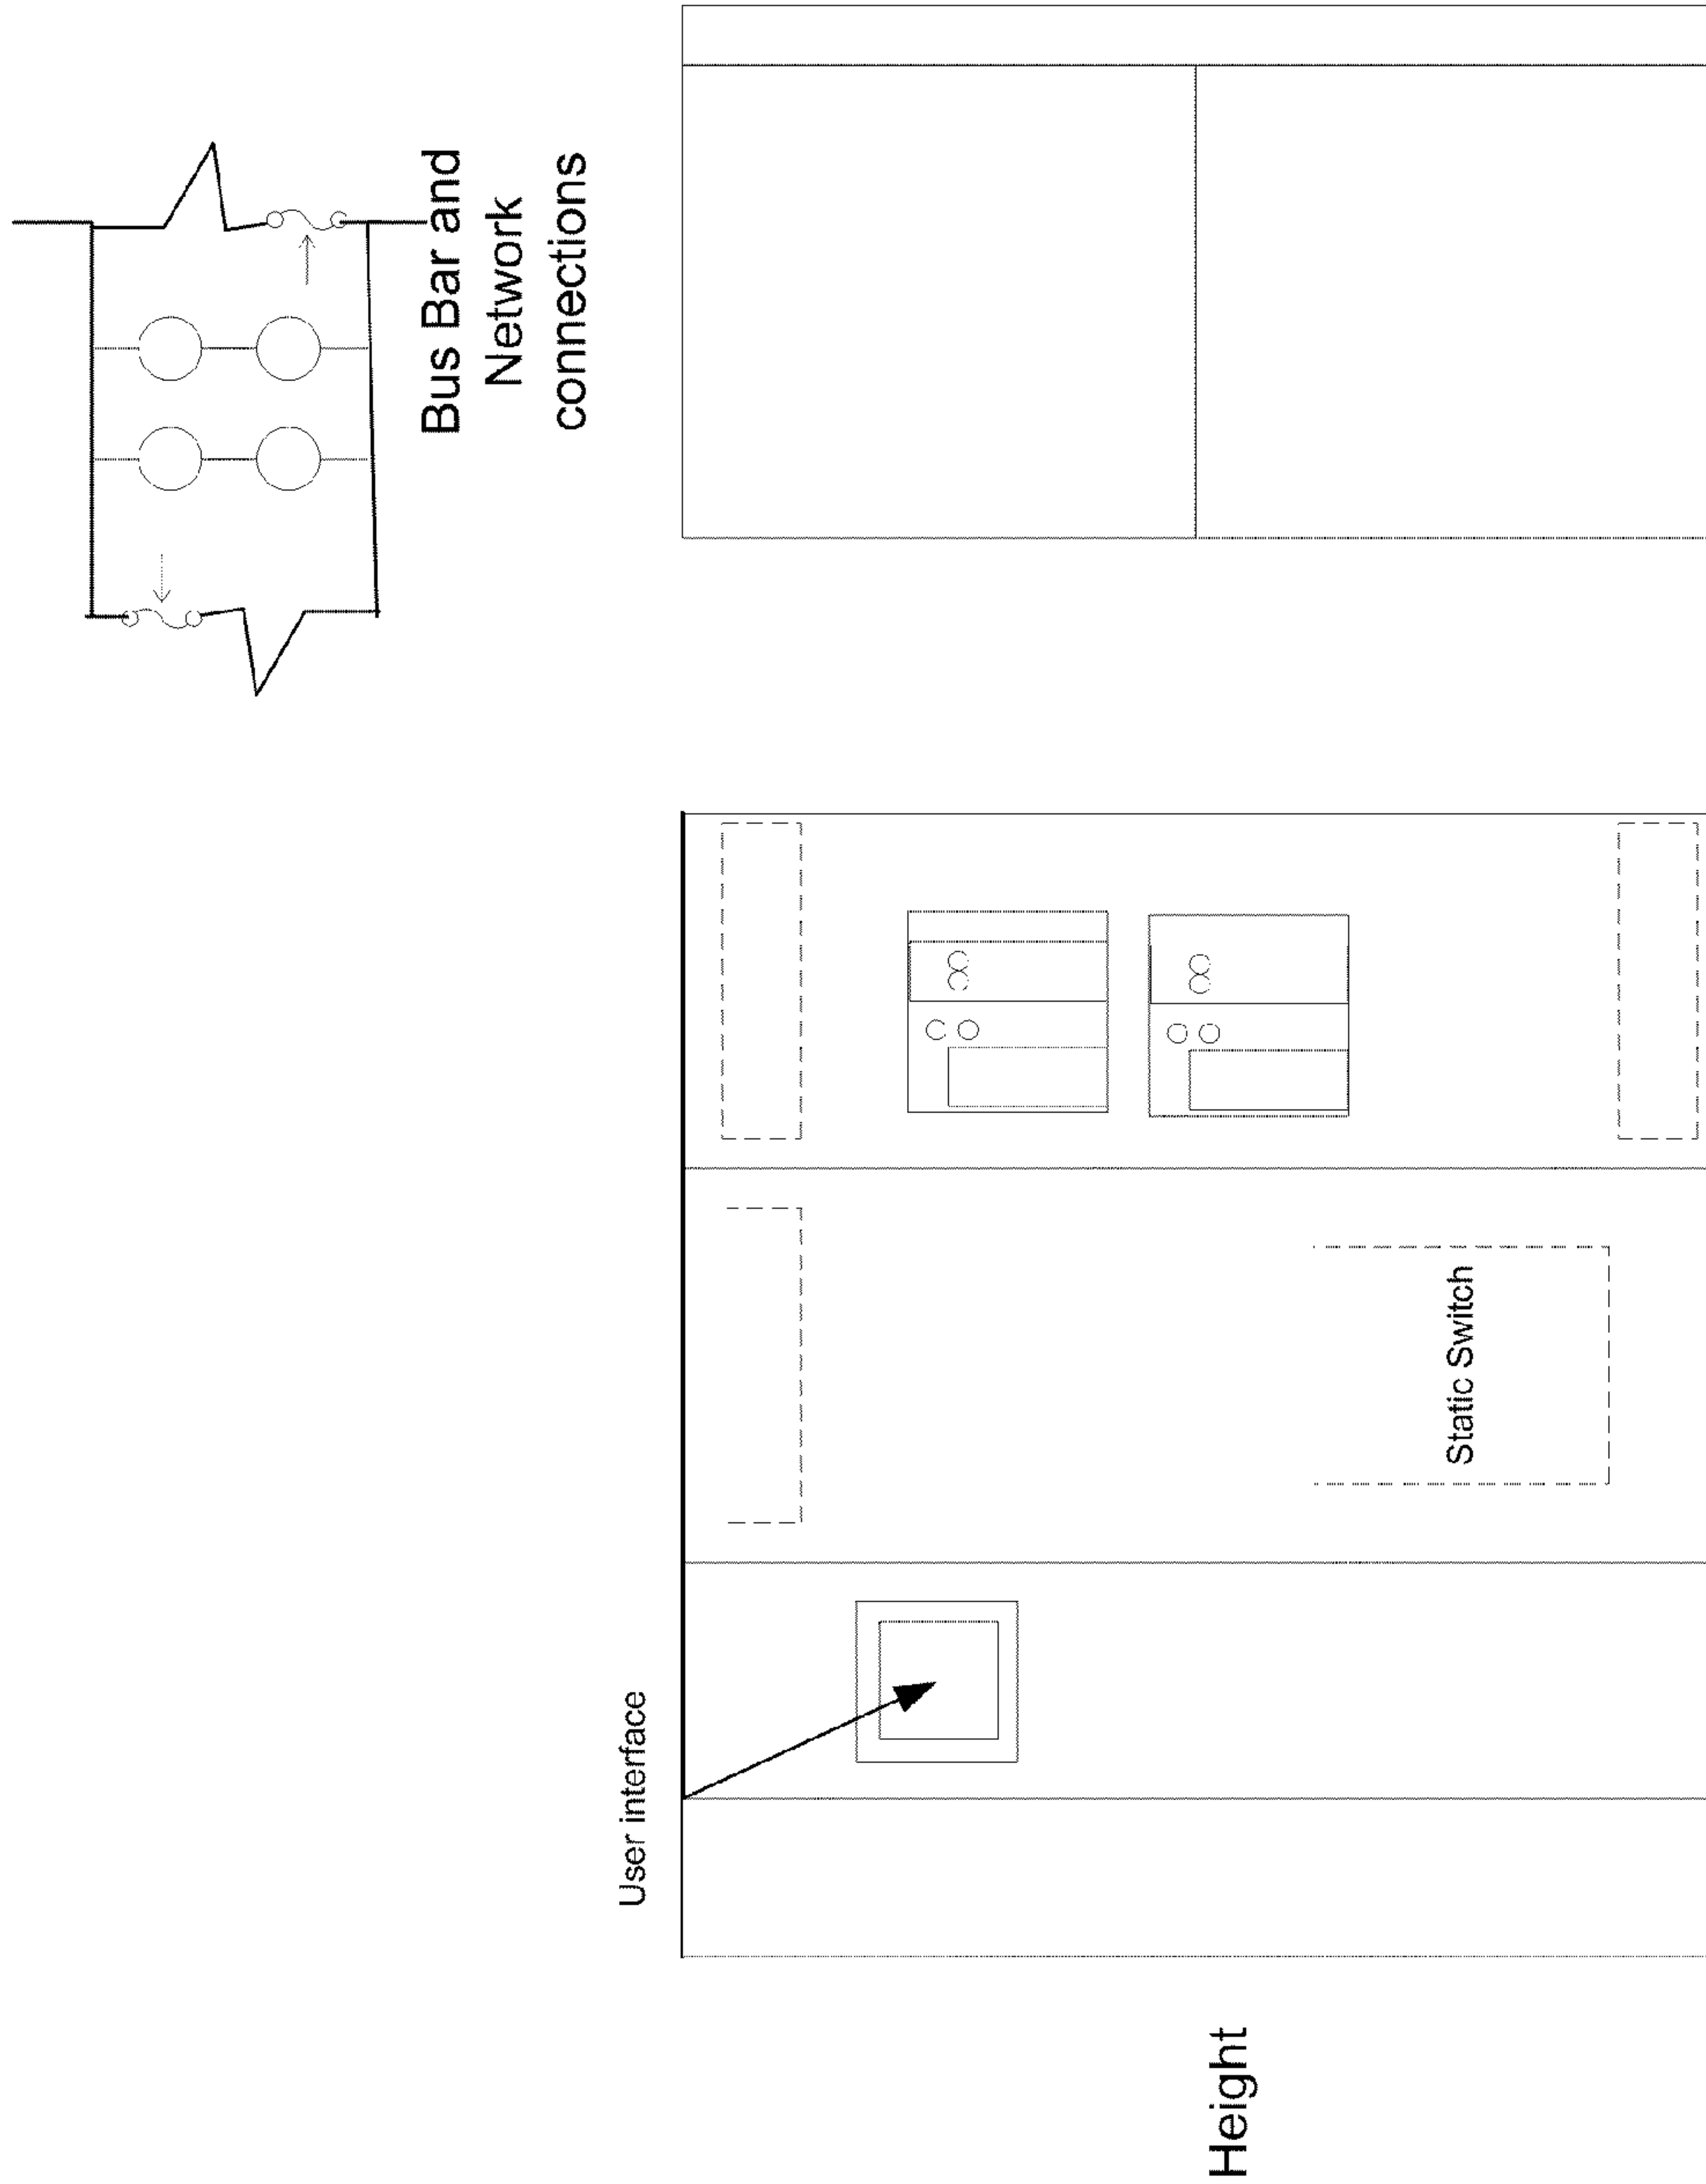 Bus Bar and
Network
connections
User interface
Static Switch
Height